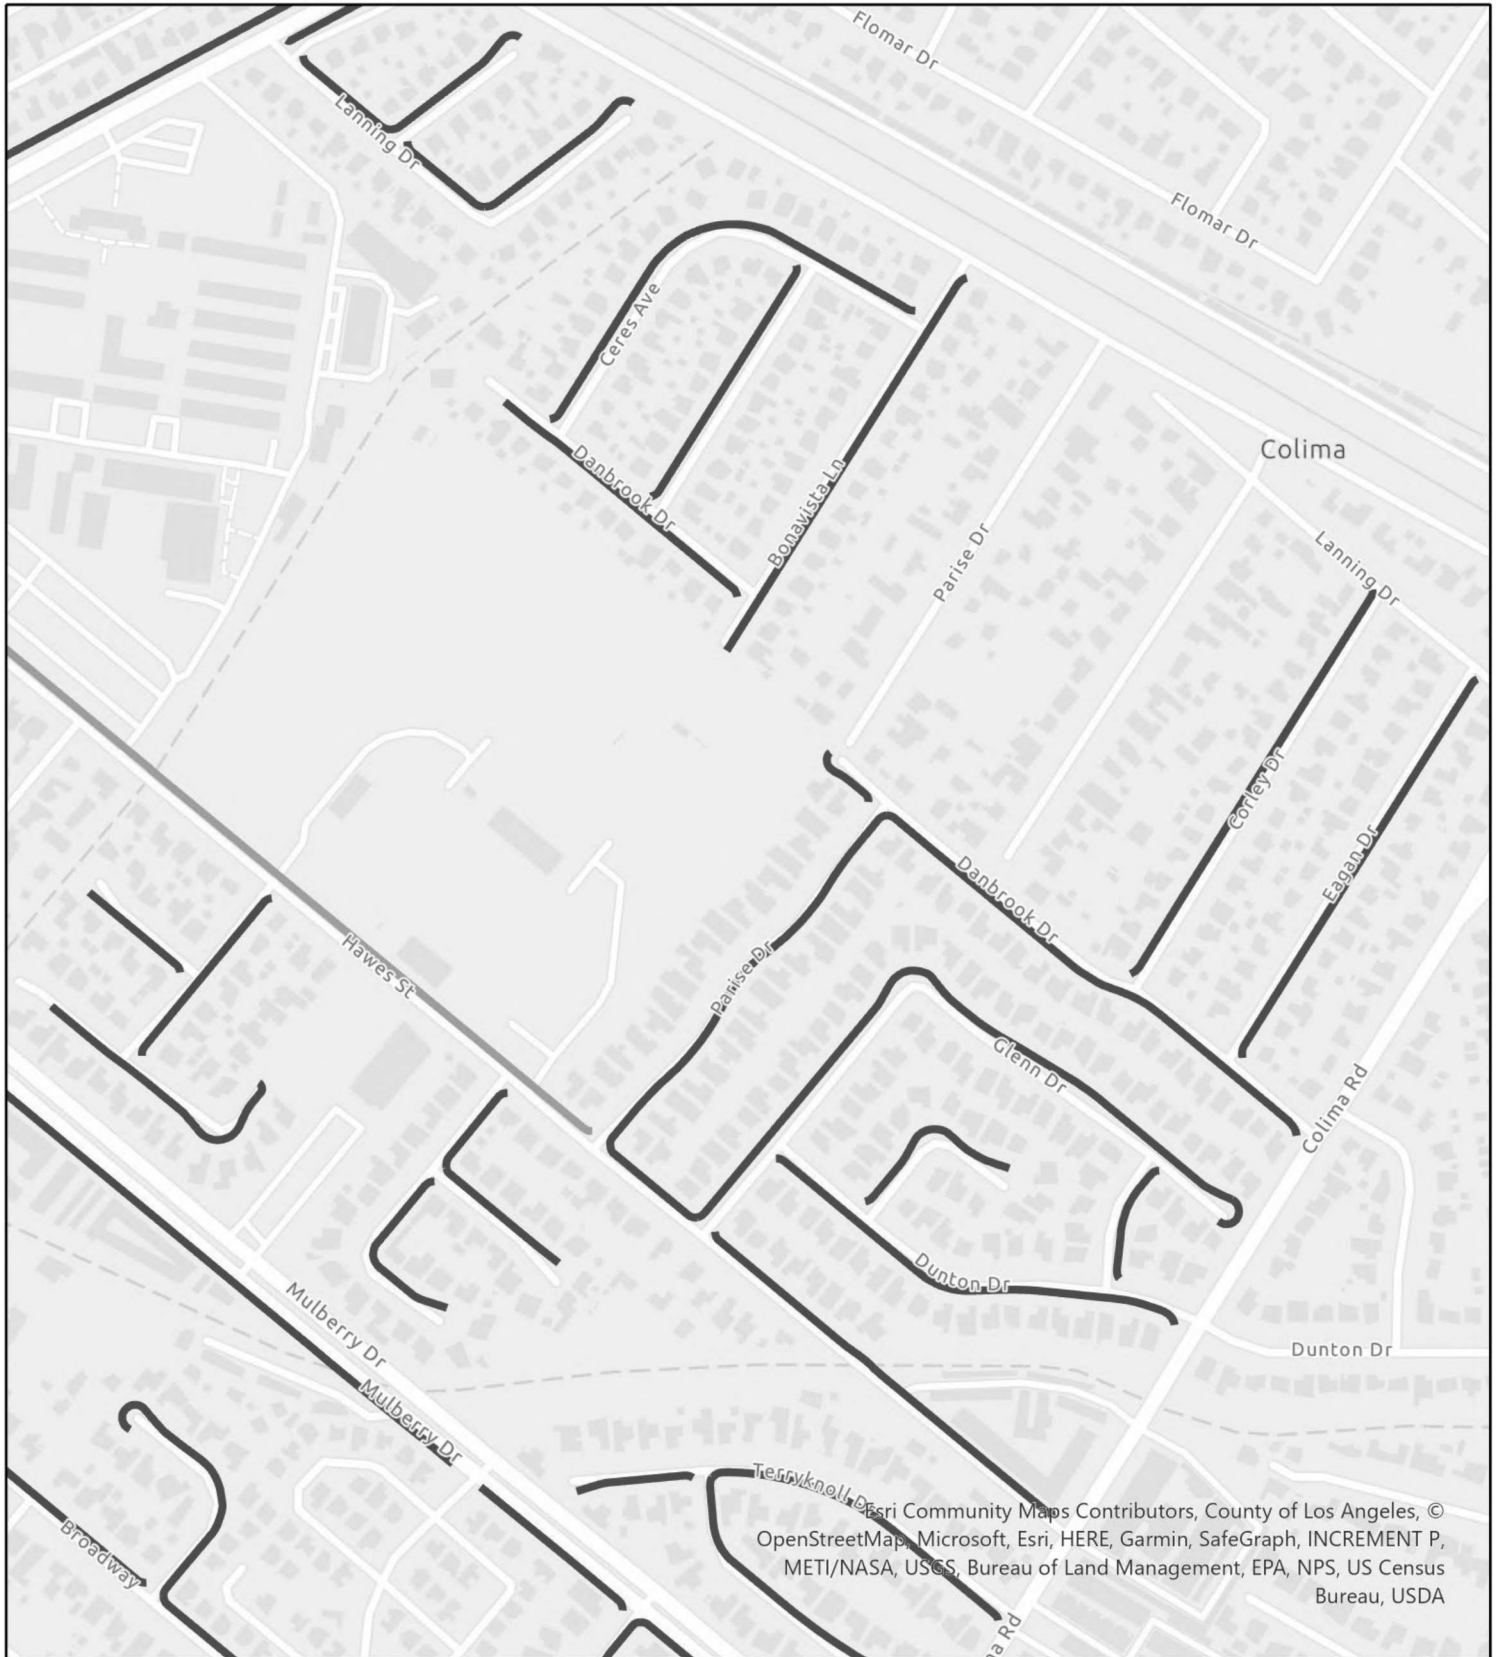 Flomar Dr
Lanning Dr
Flomar Dr
Ceres Ave
Colima
Danbrook Dr
Bonavista Ln
Parise Dr
Lanning Dr
Corley Dr
Eagan Dr
Danbrook Dr
Hawes St
Parise Dr
Glenn Dr
Colima Rd
Dunton Dr
Dunton Dr
Mulberry Dr
Mulberry Dr
Terryknoll Dr
Broadway
Esri Community Maps Contributors, County of Los Angeles, ©
OpenStreetMap, Microsoft, Esri, HERE, Garmin, SafeGraph, INCREMENT P,
METI/NASA, USGS, Bureau of Land Management, EPA, NPS, US Census
Bureau, USDA
Rd